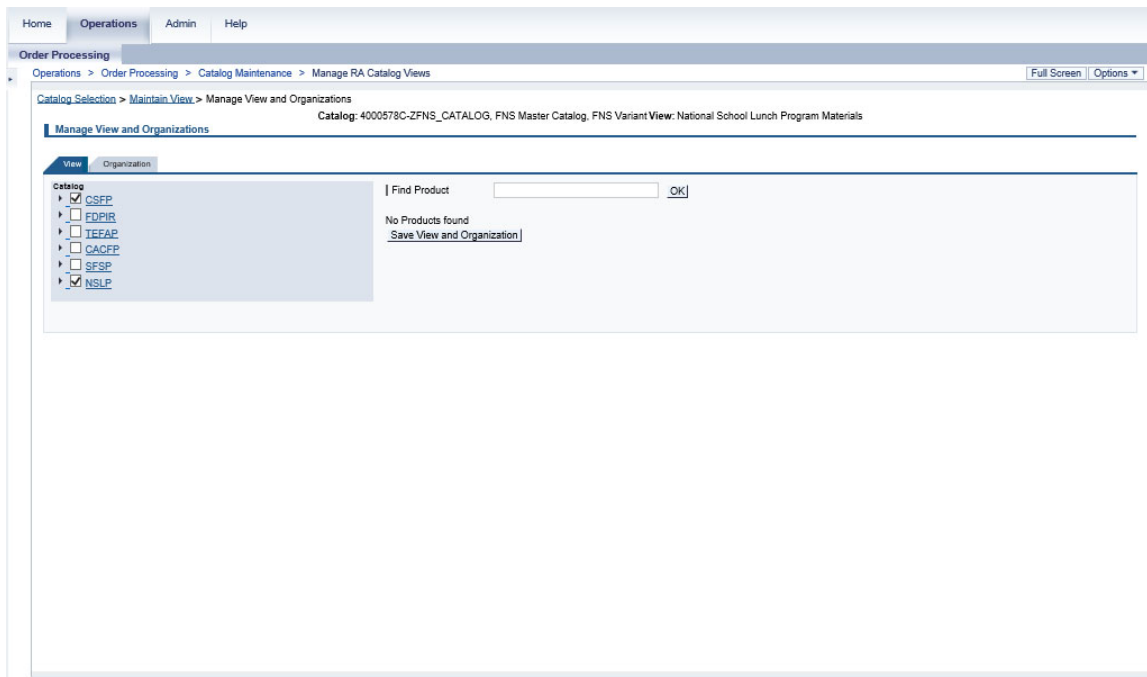 Home Operations Admin Help
Order Processing
Operations > Order Processing > Catalog Maintenance > Manage RA Catalog Views Full Screen Options
Catalog Selection > Maintain View > Manage View and Organizations
Catalog: 4000578C-ZFNS_CATALOG, FNS Master Catalog, FNS Variant View: National School Lunch Program Materials
Manage View and Organizations
View Organization
Catalog
CSFP
FDPIR
TEFAP
CACFP
SFSP
NSLP
Find Product OK
No Products found
Save View and Organization